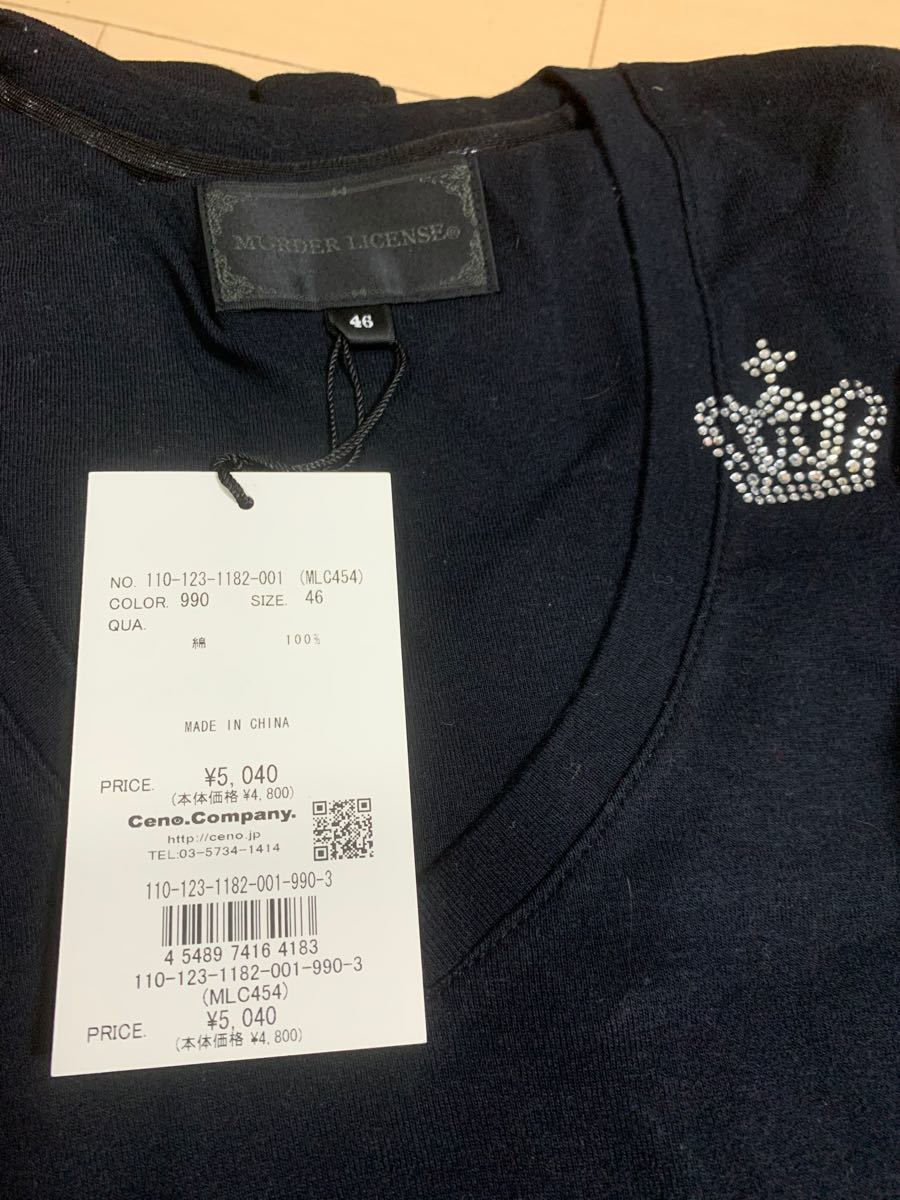 MURDER LICENSE®
46
NO. 110-123-1182-001 (MLC454)
COLOR. 990 SIZE. 46
QUA.
綿 100%
MADE IN CHINA
PRICE. ¥5,040
(本体価格 ¥4,800)
Ceno.Company.
http://ceno.jp
TEL:03-5734-1414
110-123-1182-001-990-3
4 54897 416 4183
110-123-1182-001-990-3
(MLC454)
PRICE. ¥5,040
(本体価格 ¥4,800)